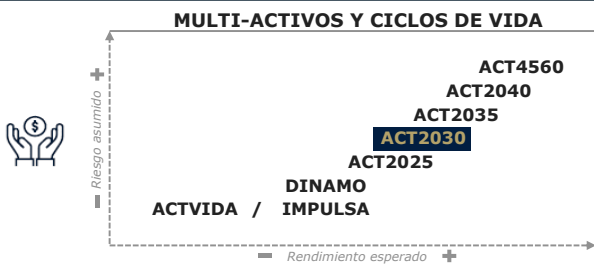 MULTI-ACTIVOS Y CICLOS DE VIDA
ACT4560
ACT2040
ACT2035
ACT2030
ACT2025
DINAMO
ACTVIDA / IMPULSA
Riesgo asumido
Rendimiento esperado